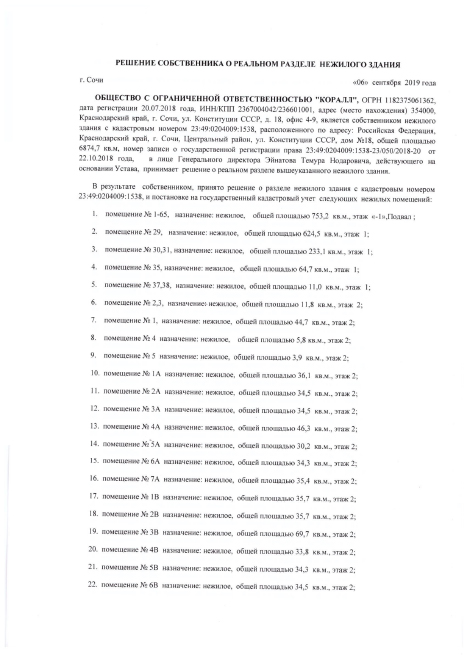 РЕШЕНИЕ СОБСТВЕННИКА О РЕАЛЬНОМ РАЗДЕЛЕ НЕЖИЛОГО ЗДАНИЯ
г. Сочи «06» сентября 2019 года
ОБЩЕСТВО С ОГРАНИЧЕННОЙ ОТВЕТСТВЕННОСТЬЮ "КОРАЛЛ", ОГРН 1182375061362,
дата регистрации 20.07.2018 года, ИНН/КПП 2367004042/236601001, адрес (место нахождения) 354000,
Краснодарский край, г. Сочи, ул. Конституции СССР, д. 18, офис 4-9, является собственником нежилого
здания с кадастровым номером 23:49:0204009:1538, расположенного по адресу: Российская Федерация,
Краснодарский край, г. Сочи, Центральный район, ул. Конституции СССР, дом №18, общей площадью
6874,7 кв.м, номер записи о государственной регистрации права 23:49:0204009:1538-23/050/2018-20 от
22.10.2018 года, в лице Генерального директора Эйнатова Темура Нодаровича, действующего на
основании Устава, принимает решение о реальном разделе вышеуказанного нежилого здания.
В результате собственником, принято решение о разделе нежилого здания с кадастровым номером
23:49:0204009:1538, и постановке на государственный кадастровый учет следующих нежилых помещений:
1. помещение № 1-65, назначение: нежилое, общей площадью 753,2 кв.м., этаж «-1»,Подвал ;
2. помещение № 29, назначение: нежилое, общей площадью 624,5 кв.м., этаж 1;
3. помещение № 30,31, назначение: нежилое, общей площадью 233,1 кв.м., этаж 1;
4. помещение № 35, назначение: нежилое, общей площадью 64,7 кв.м., этаж 1;
5. помещение № 37,38, назначение: нежилое, общей площадью 11,0 кв.м., этаж 1;
6. помещение № 2,3, назначение: нежилое, общей площадью 11,8 кв.м., этаж 2;
7. помещение № 1, назначение: нежилое, общей площадью 44,7 кв.м., этаж 2;
8. помещение № 4 назначение: нежилое, общей площадью 5,8 кв.м., этаж 2;
9. помещение № 5 назначение: нежилое, общей площадью 3,9 кв.м., этаж 2;
10. помещение № 1А назначение: нежилое, общей площадью 36,1 кв.м., этаж 2;
11. помещение № 2А назначение: нежилое, общей площадью 34,5 кв.м., этаж 2;
12. помещение № 3А назначение: нежилое, общей площадью 34,5 кв.м., этаж 2;
13. помещение № 4А назначение: нежилое, общей площадью 46,3 кв.м., этаж 2;
14. помещение № 5А назначение: нежилое, общей площадью 30,2 кв.м., этаж 2;
15. помещение № 6А назначение: нежилое, общей площадью 34,3 кв.м., этаж 2;
16. помещение № 7А назначение: нежилое, общей площадью 35,4 кв.м., этаж 2;
17. помещение № 1В назначение: нежилое, общей площадью 35,7 кв.м., этаж 2;
18. помещение № 2В назначение: нежилое, общей площадью 35,7 кв.м., этаж 2;
19. помещение № 3В назначение: нежилое, общей площадью 69,7 кв.м., этаж 2;
20. помещение № 4В назначение: нежилое, общей площадью 33,8 кв.м., этаж 2;
21. помещение № 5В назначение: нежилое, общей площадью 34,3 кв.м., этаж 2;
22. помещение № 6В назначение: нежилое, общей площадью 34,5 кв.м., этаж 2;